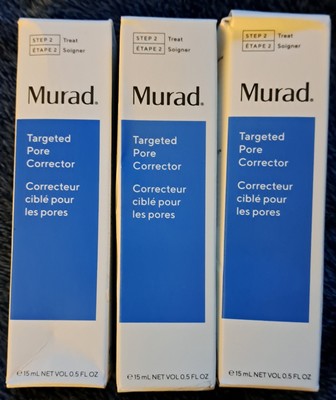 STEP 2 Treat
ÉTAPE 2 Soigner
Murad.
Targeted
Pore
Corrector
Correcteur
ciblé pour
les pores
℮ 15 mL NET VOL 0.5 FL OZ
STEP 2 Treat
ÉTAPE 2 Soigner
Murad.
Targeted
Pore
Corrector
Correcteur
ciblé pour
les pores
℮ 15 mL NET VOL 0.5 FL OZ
STEP 2 Treat
ÉTAPE 2 Soigner
Murad.
Targeted
Pore
Corrector
Correcteur
ciblé pour
les pores
℮ 15 mL NET VOL 0.5 FL OZ